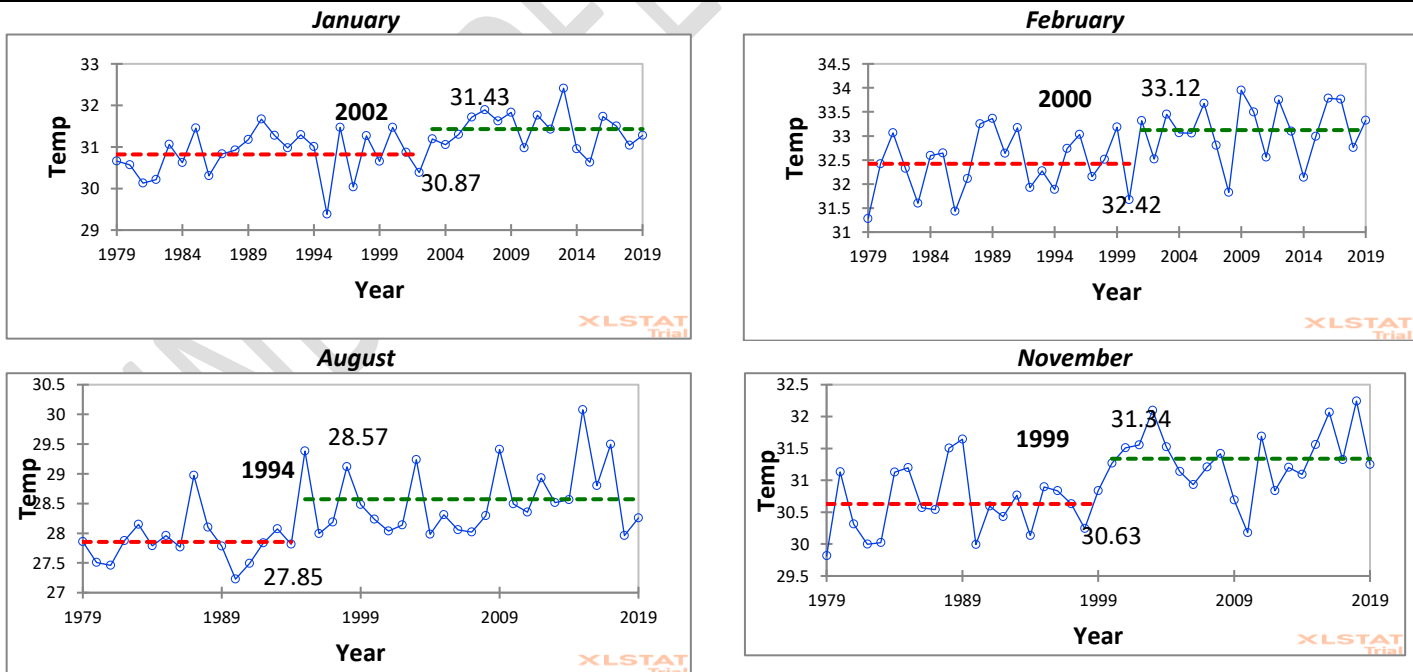 January
33
32
31
30
29
Temp
2002
31.43
30.87
1979 1984 1989 1994 1999 2004 2009 2014 2019
Year
XLSTAT
Trial
February
34.5
34
33.5
33
32.5
32
31.5
31
Temp
2000
33.12
32.42
1979 1984 1989 1994 1999 2004 2009 2014 2019
Year
XLSTAT
Trial
August
30.5
30
29.5
29
28.5
28
27.5
27
Temp
1994
28.57
27.85
1979 1989 1999 2009 2019
Year
XLSTAT
Trial
November
32.5
32
31.5
31
30.5
30
29.5
Temp
1999
31.34
30.63
1979 1989 1999 2009 2019
Year
XLSTAT
Trial